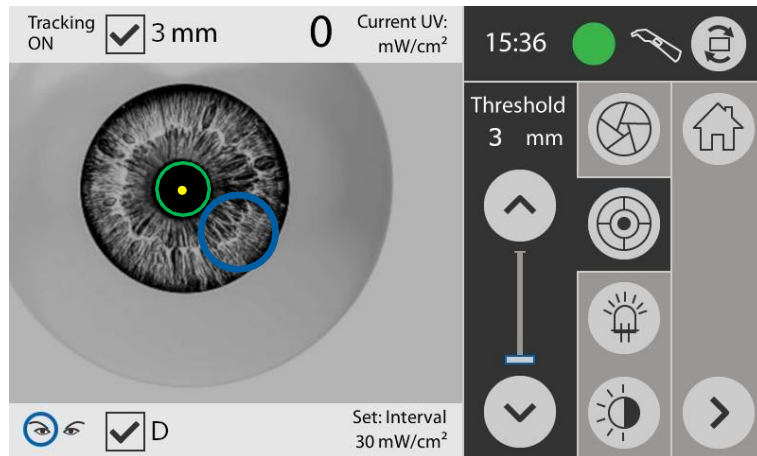 Tracking
ON
3 mm
0
Current UV:
mW/cm²
15:36
Threshold
3 mm
D
Set: Interval
30 mW/cm²